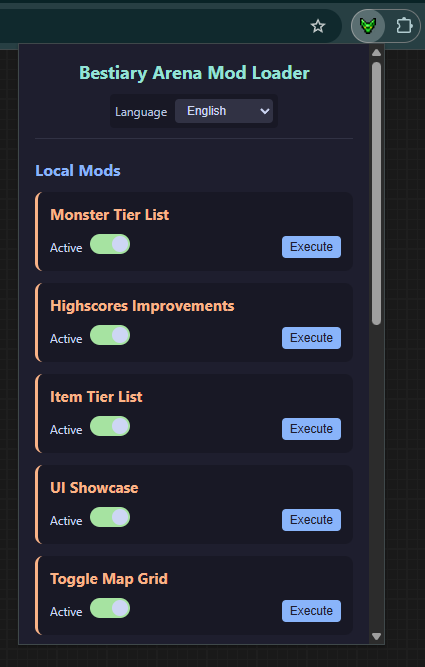 Bestiary Arena Mod Loader
Language English
Local Mods
Monster Tier List
Active Execute
Highscores Improvements
Active Execute
Item Tier List
Active Execute
UI Showcase
Active Execute
Toggle Map Grid
Active Execute